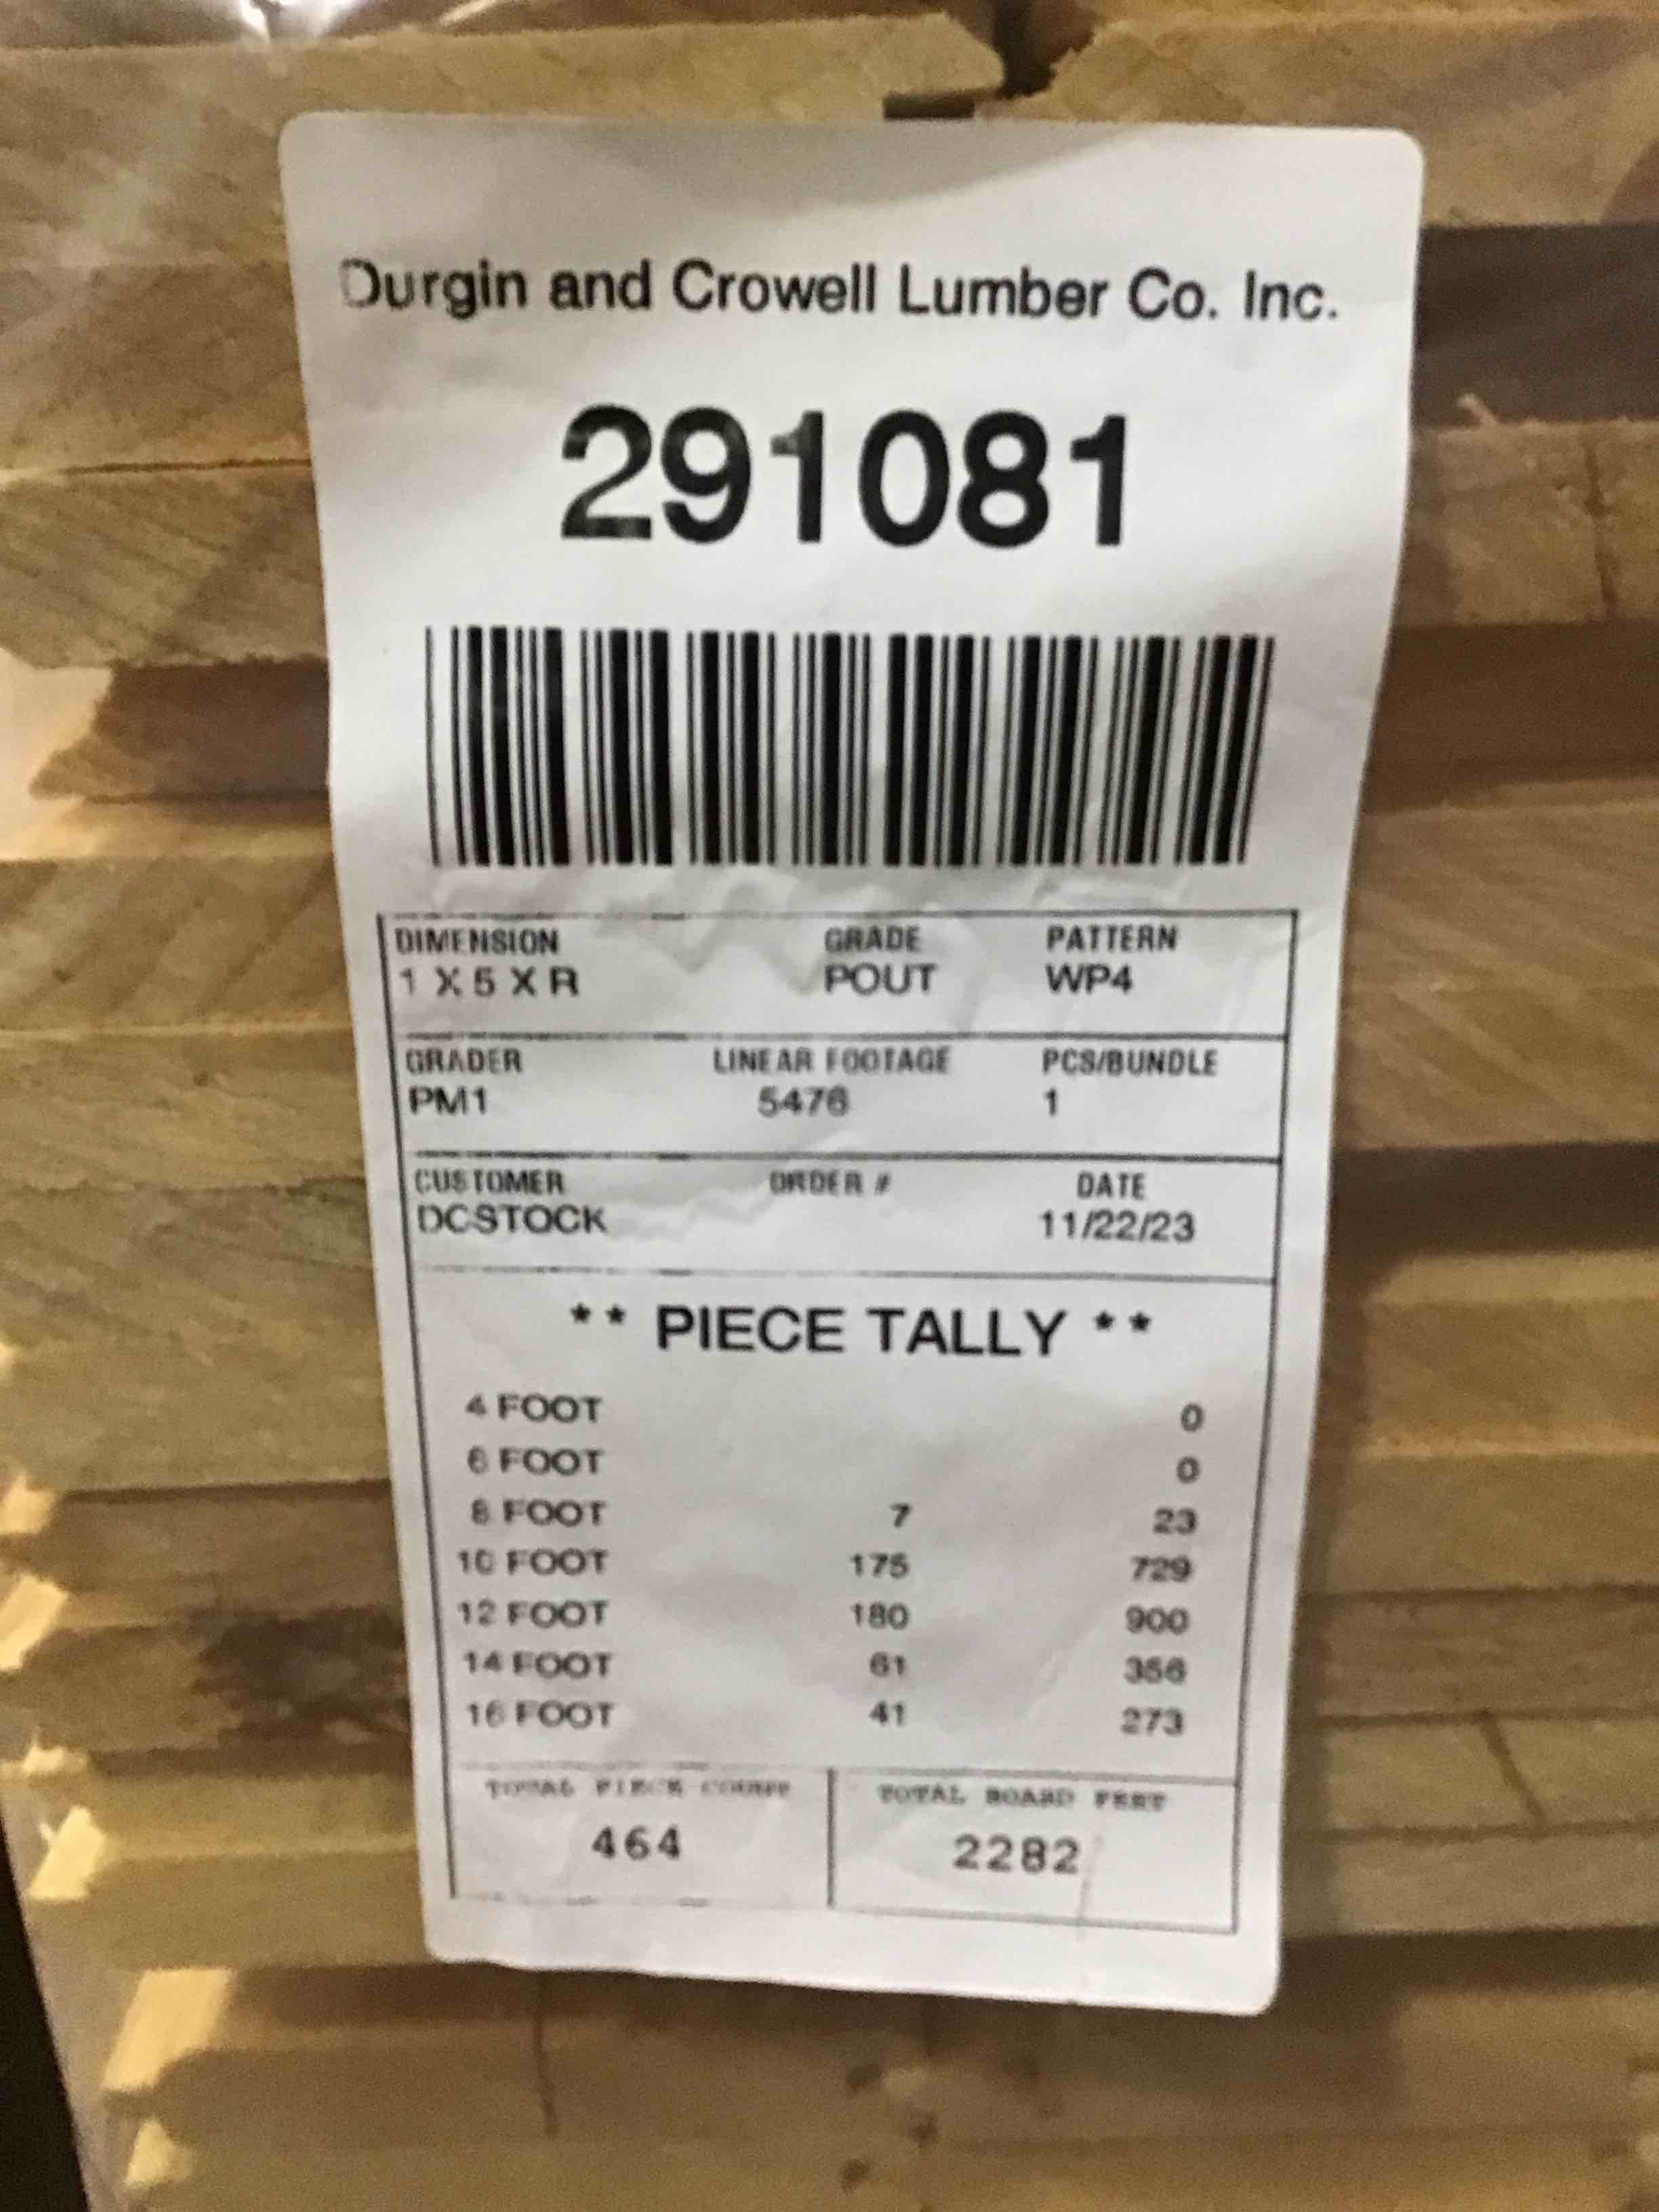 Durgin and Crowell Lumber Co. Inc.
291081
DIMENSION GRADE PATTERN
1 X 5 X R POUT WP4
GRADER LINEAR FOOTAGE PCS/BUNDLE
PM1 5476 1
CUSTOMER ORDER # DATE
DCSTOCK 11/22/23
** PIECE TALLY **
4 FOOT 0
6 FOOT 0
8 FOOT 7 23
10 FOOT 175 729
12 FOOT 180 900
14 FOOT 61 356
16 FOOT 41 273
TOTAL PIECE COUNT TOTAL BOARD FEET
464 2282